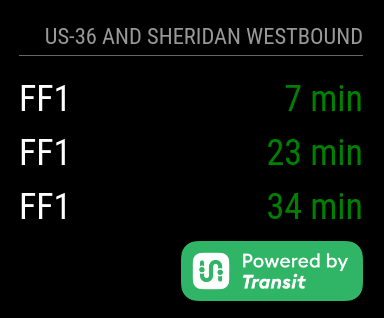 US-36 AND SHERIDAN WESTBOUND
FF1 7 min
FF1 23 min
FF1 34 min
Powered by
Transit